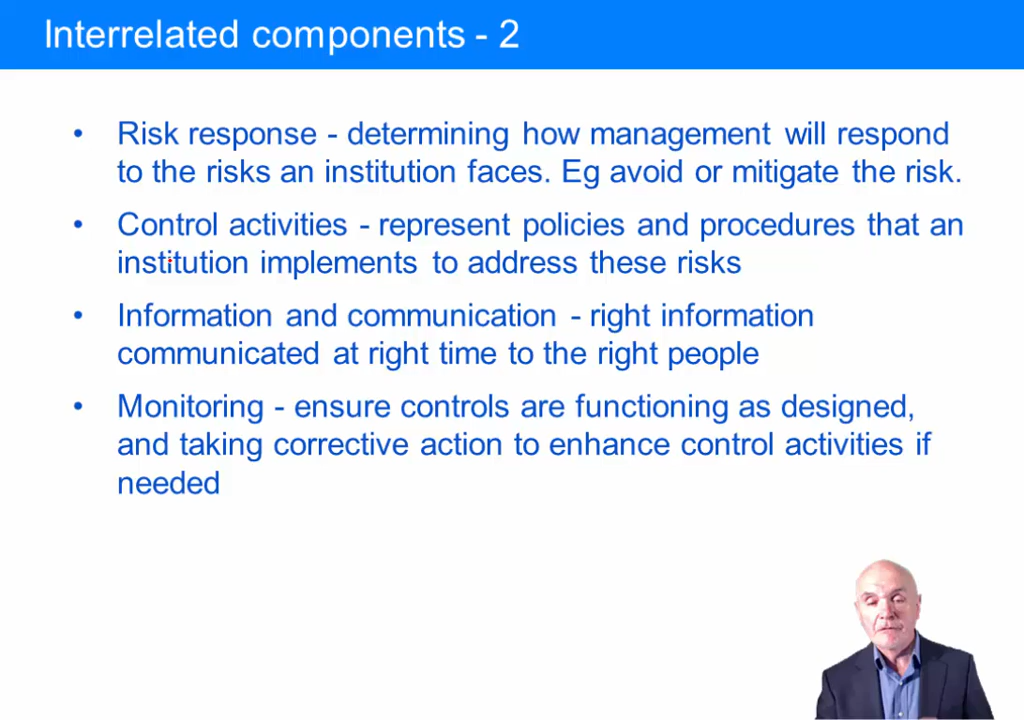 Interrelated components - 2
• Risk response - determining how management will respond
to the risks an institution faces. Eg avoid or mitigate the risk.
• Control activities - represent policies and procedures that an
institution implements to address these risks
• Information and communication - right information
communicated at right time to the right people
• Monitoring - ensure controls are functioning as designed,
and taking corrective action to enhance control activities if
needed